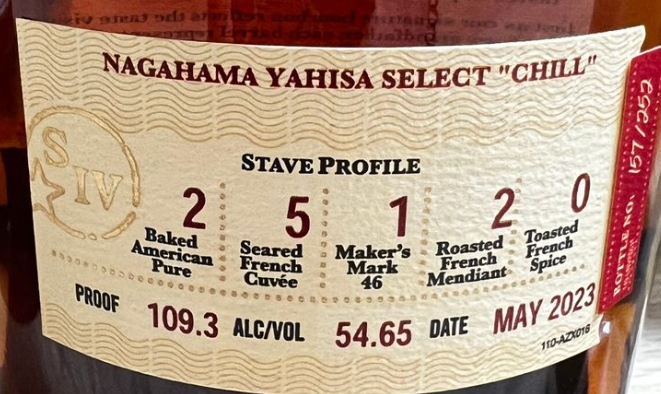 NAGAHAMA YAHISA SELECT "CHILL"
S IV
STAVE PROFILE
2 5 1 2 0
Baked American Pure
Seared French Cuvée
Maker's Mark 46
Roasted French Mendiant
Toasted French Spice
PROOF 109.3 ALC/VOL 54.65 DATE MAY 2023
110-AZX016
BOTTLE NO: 157/252